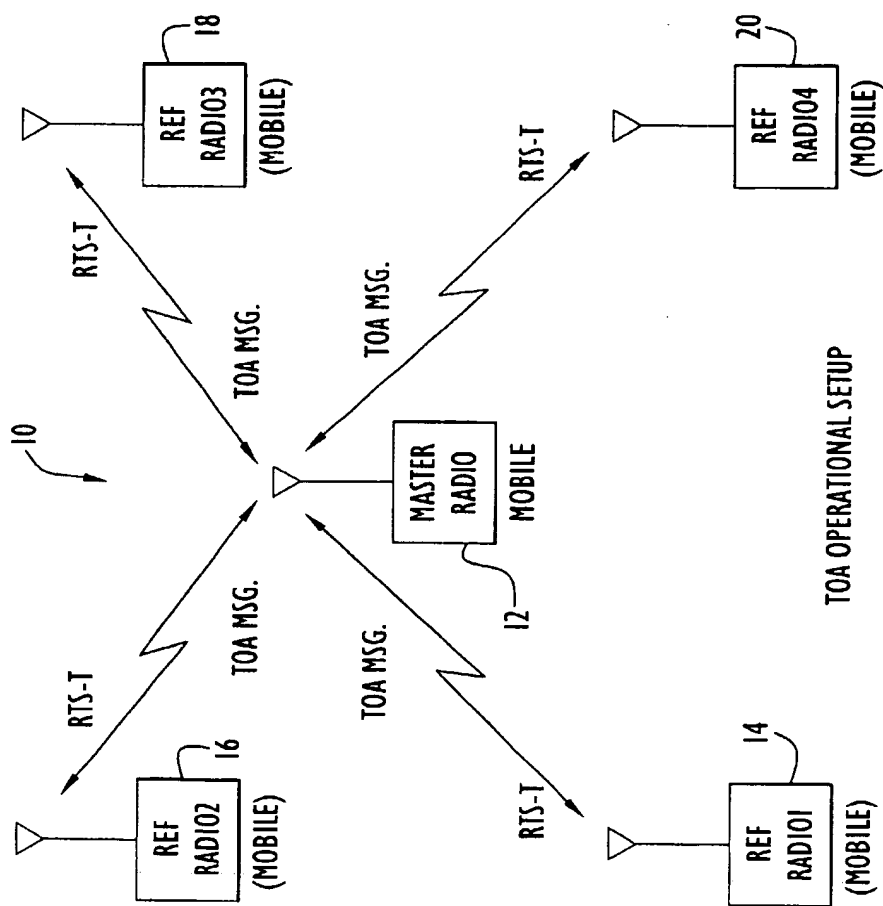 10
REF
RADIO2
(MOBILE)
16
RTS-T
TOA MSG.
REF
RADIO3
(MOBILE)
18
RTS-T
TOA MSG.
MASTER
RADIO
MOBILE
12
TOA MSG.
RTS-T
REF
RADIO1
(MOBILE)
14
TOA MSG.
RTS-T
REF
RADIO4
(MOBILE)
20
TOA OPERATIONAL SETUP